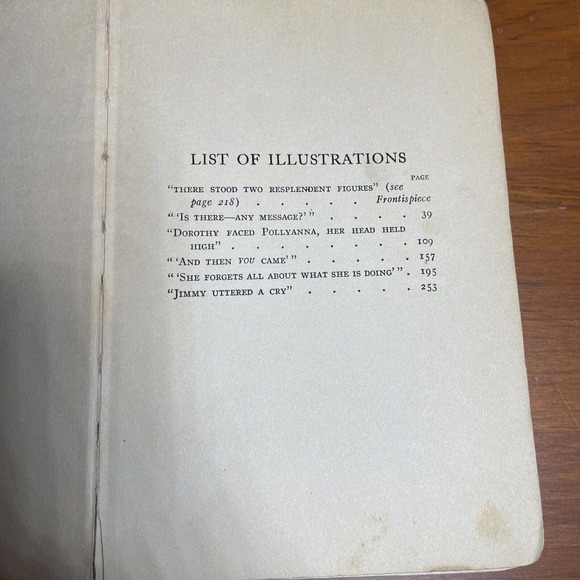 LIST OF ILLUSTRATIONS
PAGE
"THERE STOOD TWO RESPLENDENT FIGURES" (see
page 218) . . . . . Frontispiece
"'IS THERE—ANY MESSAGE?'" . . . . 39
"DOROTHY FACED POLLYANNA, HER HEAD HELD
HIGH" . . . . . . . . 109
"'AND THEN YOU CAME'" . . . . . 157
"'SHE FORGETS ALL ABOUT WHAT SHE IS DOING'" . 195
"JIMMY UTTERED A CRY" . . . . . 253